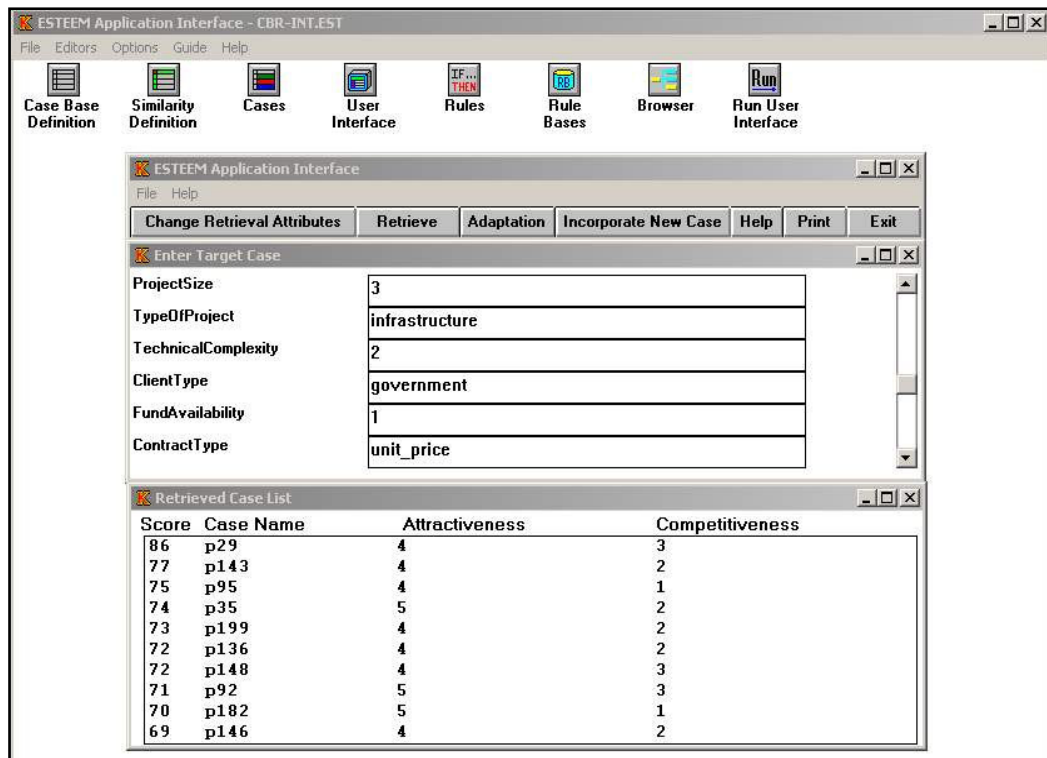 ESTEEM Application Interface - CBR-INT.EST
File Editors Options Guide Help
IF...
THEN
RB
Run
Case Base Definition
Similarity Definition
Cases
User Interface
Rules
Rule Bases
Browser
Run User Interface
ESTEEM Application Interface
File Help
Change Retrieval Attributes Retrieve Adaptation Incorporate New Case Help Print Exit
Enter Target Case
ProjectSize 3
TypeOfProject infrastructure
TechnicalComplexity 2
ClientType government
FundAvailability 1
ContractType unit_price
Retrieved Case List
Score Case Name Attractiveness Competitiveness
86 p29 4 3
77 p143 4 2
75 p95 4 1
74 p35 5 2
73 p199 4 2
72 p136 4 2
72 p148 4 3
71 p92 5 3
70 p182 5 1
69 p146 4 2